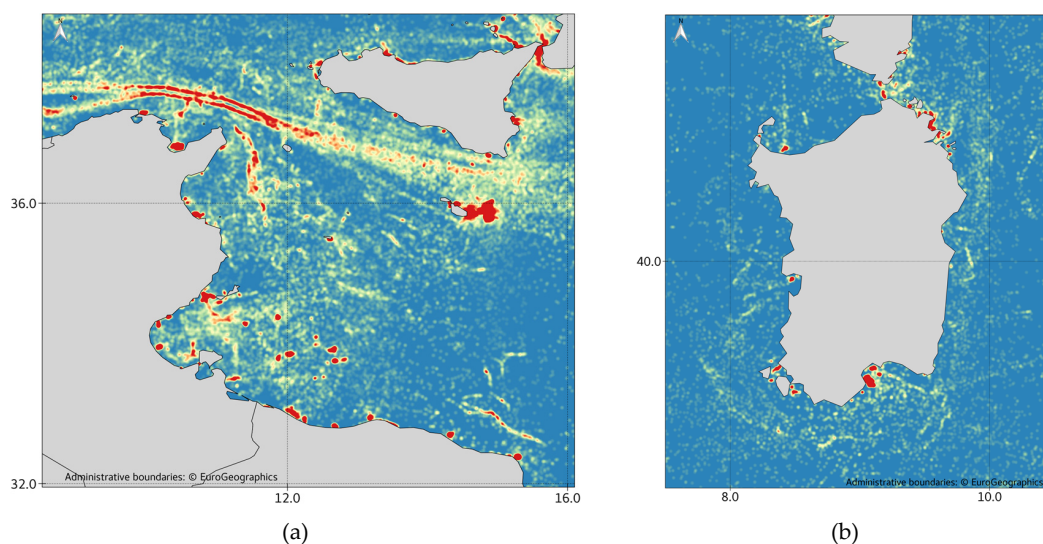 N
N
36.0
40.0
32.0
Administrative boundaries: © EuroGeographics
Administrative boundaries: © EuroGeographics
12.0
16.0
8.0
10.0
(a)
(b)